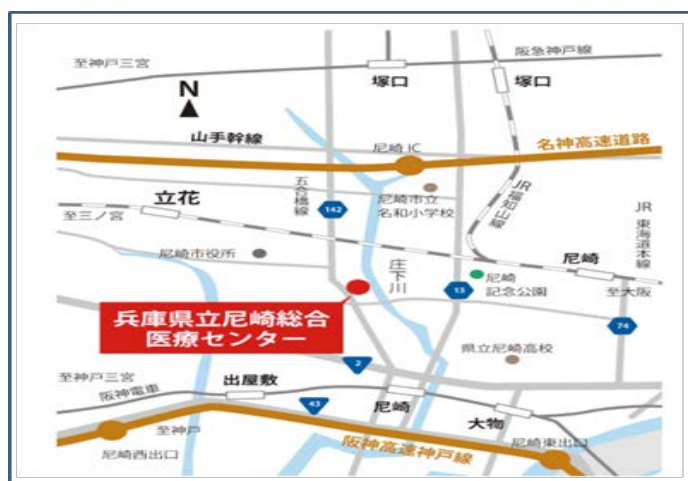 阪急神戸線
至神戸三宮
塚口
塚口
N
山手幹線
尼崎IC
名神高速道路
五合橋線
142
尼崎市立
名和小学校
JR福知山線
立花
至三ノ宮
JR東海道本線
尼崎市役所
庄下川
尼崎
尼崎
記念公園
13
至大阪
兵庫県立尼崎総合
医療センター
74
県立尼崎高校
2
至神戸三宮
阪神電車
出屋敷
43
尼崎
大物
至神戸
阪神高速神戸線
尼崎東出口
尼崎西出口